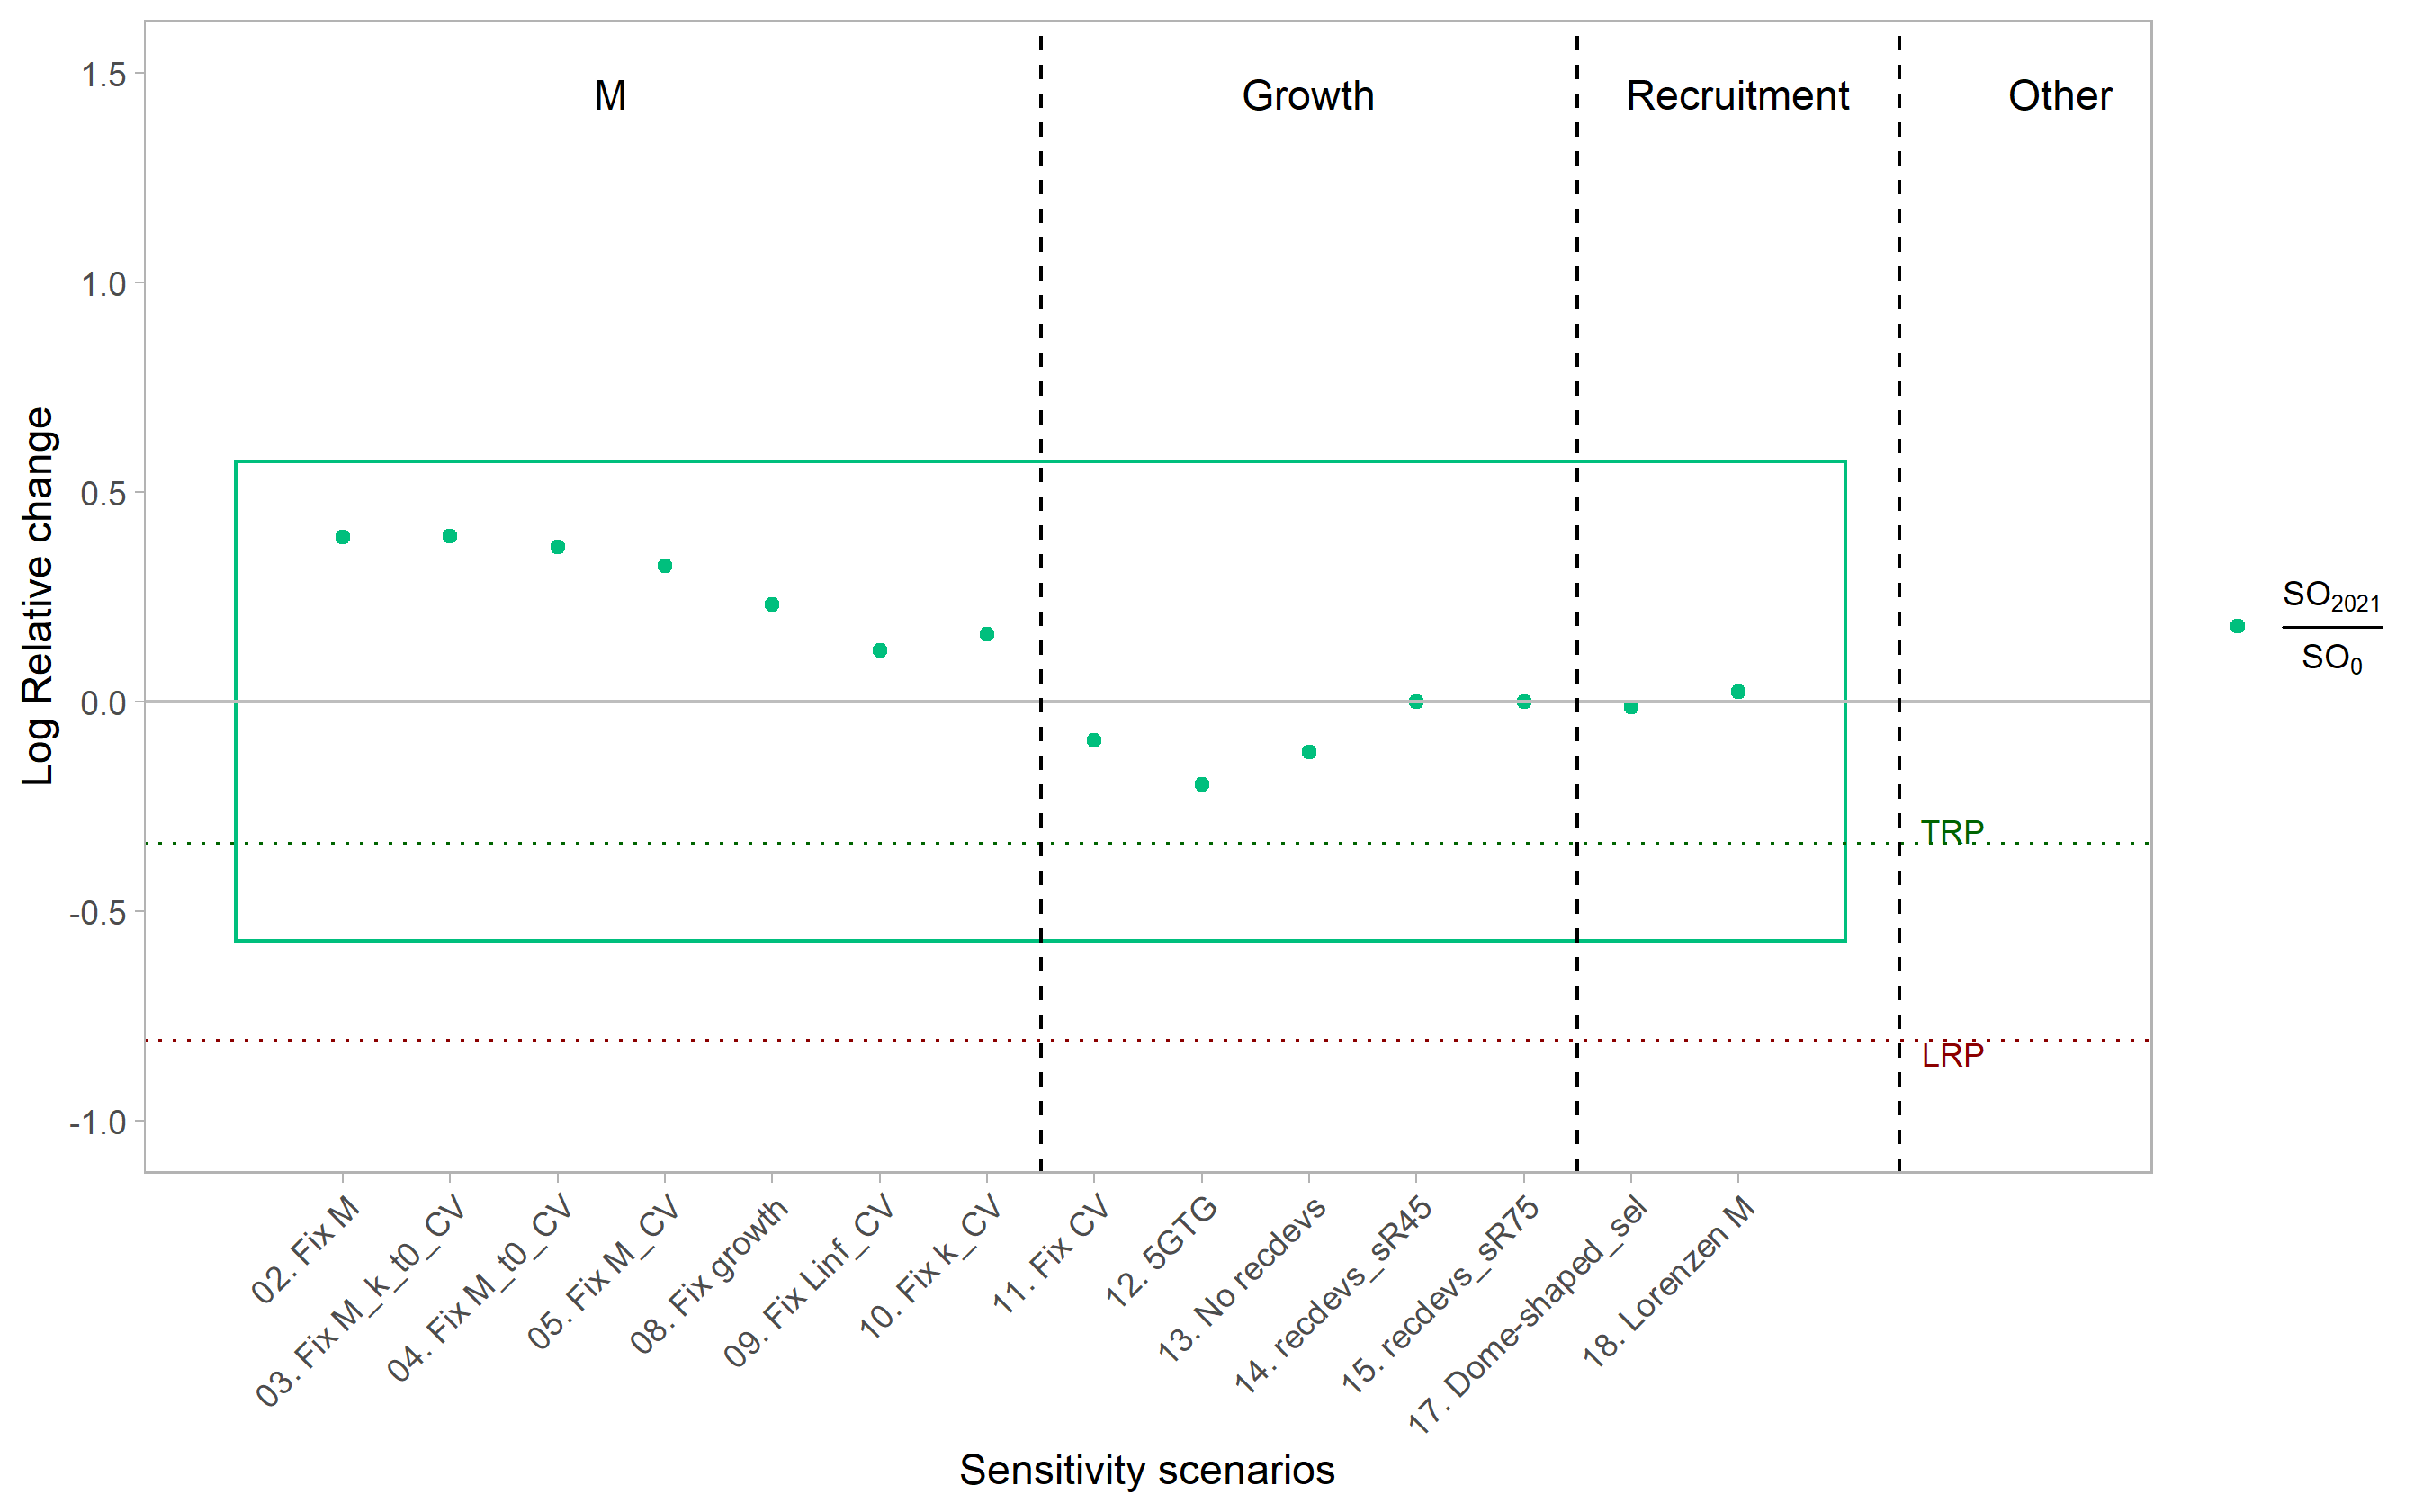 M
Growth
Recruitment
Other
1.5
1.0
0.5
0.0
-0.5
-1.0
Log Relative change
TRP
LRP
SO2021
SO0
02. Fix M
03. Fix M_k_t0_CV
04. Fix M_t0_CV
05. Fix M_CV
08. Fix growth
09. Fix Linf_CV
10. Fix k_CV
11. Fix CV
12. 5GTG
13. No recdevs
14. recdevs_sR45
15. recdevs_sR75
17. Dome-shaped_sel
18. Lorenzen M
Sensitivity scenarios